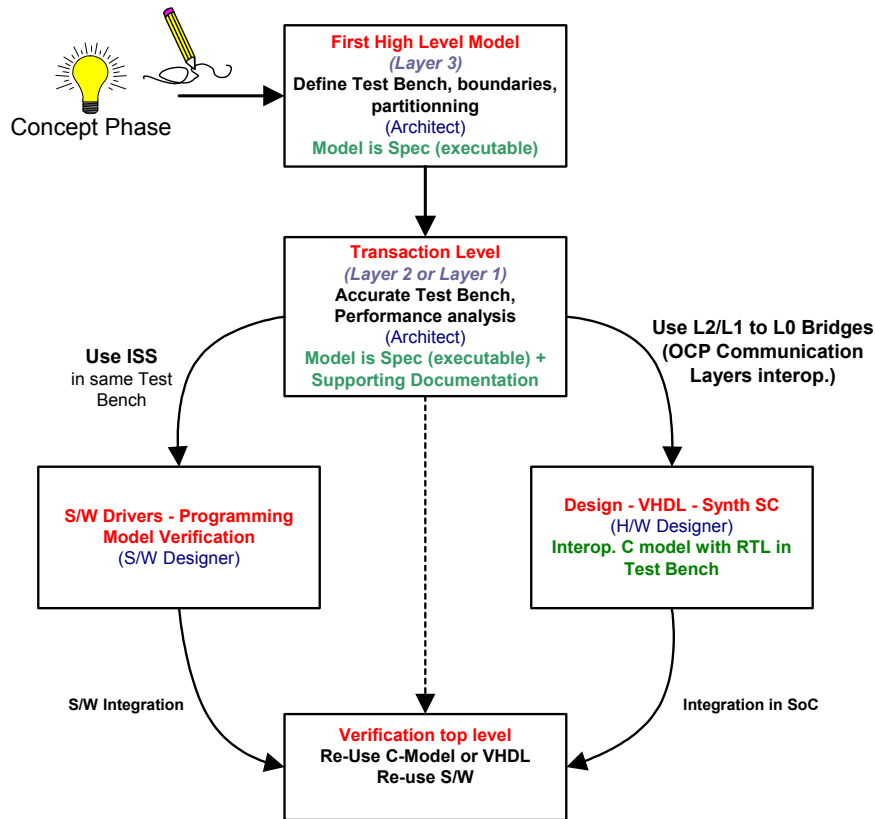 First High Level Model
(Layer 3)
Define Test Bench, boundaries,
partitionning
(Architect)
Model is Spec (executable)
Concept Phase
Transaction Level
(Layer 2 or Layer 1)
Accurate Test Bench,
Performance analysis
(Architect)
Model is Spec (executable) +
Supporting Documentation
Use ISS
in same Test
Bench
Use L2/L1 to L0 Bridges
(OCP Communication
Layers interop.)
S/W Drivers - Programming
Model Verification
(S/W Designer)
Design - VHDL - Synth SC
(H/W Designer)
Interop. C model with RTL in
Test Bench
S/W Integration
Integration in SoC
Verification top level
Re-Use C-Model or VHDL
Re-use S/W